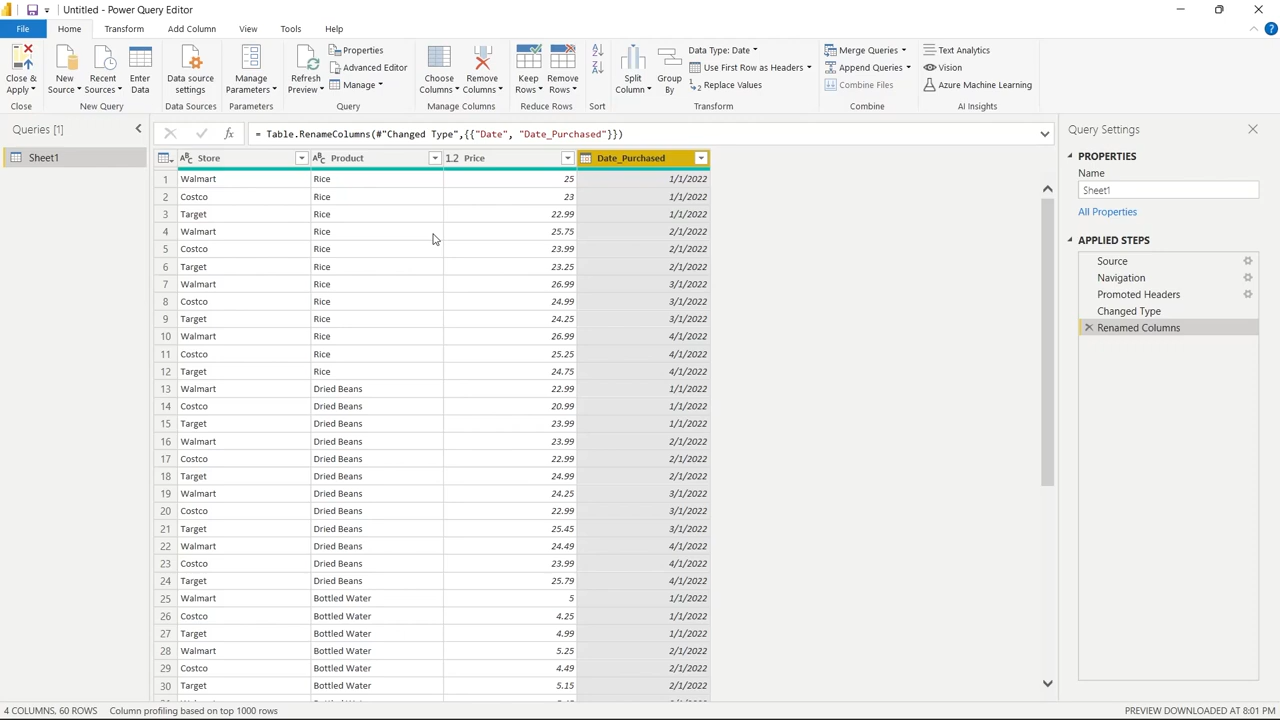 Untitled - Power Query Editor
File Home Transform Add Column View Tools Help
Close & Apply
New Source
Recent Sources
Enter Data
Data source settings
Manage Parameters
Refresh Preview
Properties
Advanced Editor
Manage
Choose Columns
Remove Columns
Keep Rows
Remove Rows
Split Column
Group By
Data Type: Date
Use First Row as Headers
Replace Values
Merge Queries
Append Queries
Combine Files
Text Analytics
Vision
Azure Machine Learning
Close New Query Data Sources Parameters Query Manage Columns Reduce Rows Sort Transform Combine AI Insights
Queries [1]
Sheet1
= Table.RenameColumns(#"Changed Type",{{"Date", "Date_Purchased"}})
Store Product 1.2 Price Date_Purchased
1 Walmart Rice 25 1/1/2022
2 Costco Rice 23 1/1/2022
3 Target Rice 22.99 1/1/2022
4 Walmart Rice 25.75 2/1/2022
5 Costco Rice 23.99 2/1/2022
6 Target Rice 23.25 2/1/2022
7 Walmart Rice 26.99 3/1/2022
8 Costco Rice 24.99 3/1/2022
9 Target Rice 24.25 3/1/2022
10 Walmart Rice 26.99 4/1/2022
11 Costco Rice 25.25 4/1/2022
12 Target Rice 24.75 4/1/2022
13 Walmart Dried Beans 22.99 1/1/2022
14 Costco Dried Beans 20.99 1/1/2022
15 Target Dried Beans 23.99 1/1/2022
16 Walmart Dried Beans 23.99 2/1/2022
17 Costco Dried Beans 22.99 2/1/2022
18 Target Dried Beans 24.99 2/1/2022
19 Walmart Dried Beans 24.25 3/1/2022
20 Costco Dried Beans 22.99 3/1/2022
21 Target Dried Beans 25.45 3/1/2022
22 Walmart Dried Beans 24.49 4/1/2022
23 Costco Dried Beans 23.99 4/1/2022
24 Target Dried Beans 25.79 4/1/2022
25 Walmart Bottled Water 5 1/1/2022
26 Costco Bottled Water 4.25 1/1/2022
27 Target Bottled Water 4.99 1/1/2022
28 Walmart Bottled Water 5.25 2/1/2022
29 Costco Bottled Water 4.49 2/1/2022
30 Target Bottled Water 5.15 2/1/2022
Query Settings
PROPERTIES
Name
Sheet1
All Properties
APPLIED STEPS
Source
Navigation
Promoted Headers
Changed Type
Renamed Columns
4 COLUMNS, 60 ROWS Column profiling based on top 1000 rows PREVIEW DOWNLOADED AT 8:01 PM